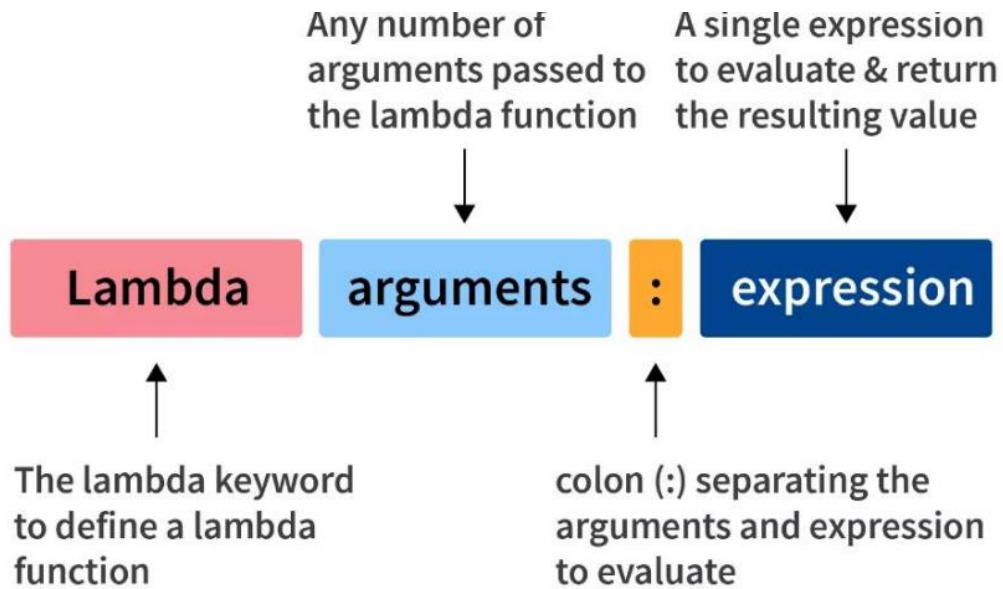 Any number of
arguments passed to
the lambda function
A single expression
to evaluate & return
the resulting value
Lambda arguments : expression
The lambda keyword
to define a lambda
function
colon (:) separating the
arguments and expression
to evaluate